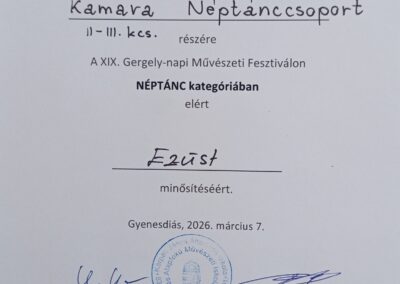 Kamara Néptánccsoport
II-III. kcs. részére
A XIX. Gergely-napi Művészeti Fesztiválon
NÉPTÁNC kategóriában
elért
Ezüst
minősítéséért.
Gyenesdiás, 2026. március 7.